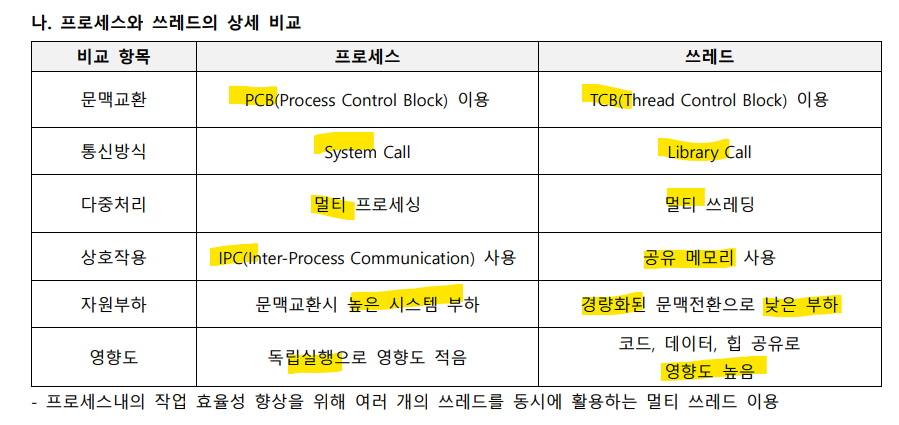 나. 프로세스와 쓰레드의 상세 비교
비교 항목 프로세스 쓰레드
문맥교환 PCB(Process Control Block) 이용 TCB(Thread Control Block) 이용
통신방식 System Call Library Call
다중처리 멀티 프로세싱 멀티 쓰레딩
상호작용 IPC(Inter-Process Communication) 사용 공유 메모리 사용
자원부하 문맥교환시 높은 시스템 부하 경량화된 문맥전환으로 낮은 부하
영향도 독립실행으로 영향도 적음 코드, 데이터, 힙 공유로
영향도 높음
- 프로세스내의 작업 효율성 향상을 위해 여러 개의 쓰레드를 동시에 활용하는 멀티 쓰레드 이용